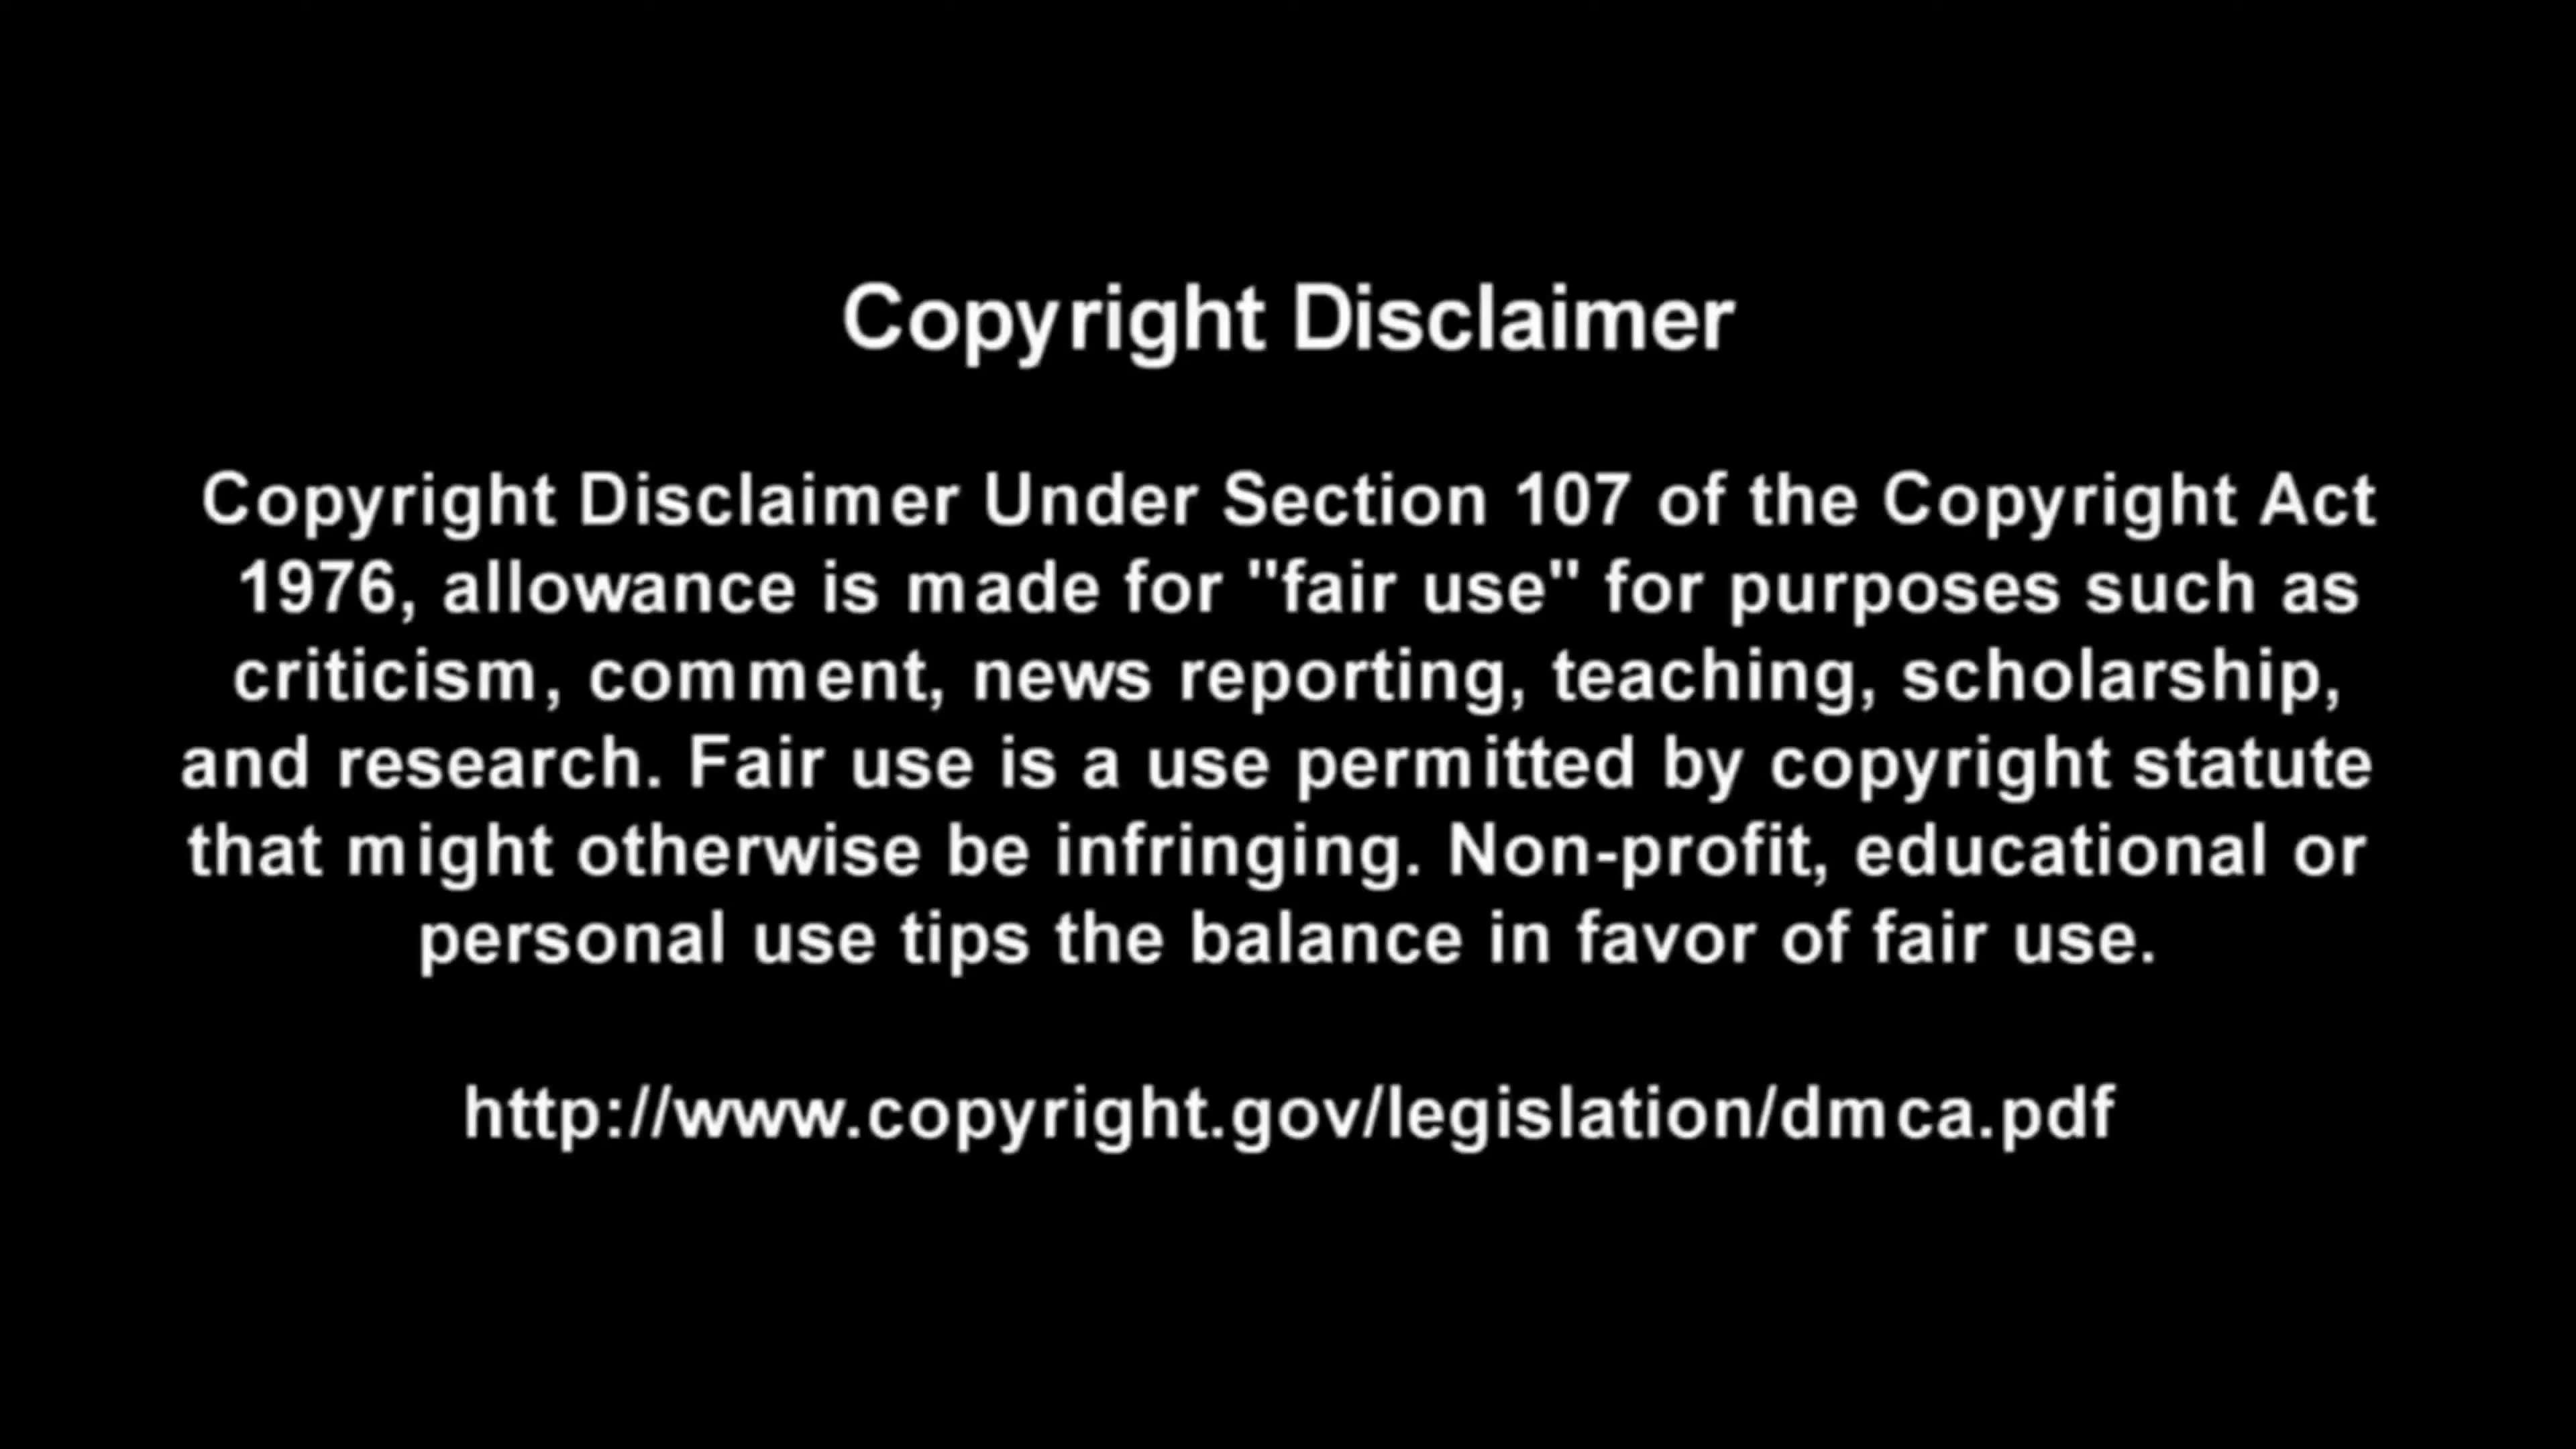 Copyright Disclaimer
Copyright Disclaimer Under Section 107 of the Copyright Act
1976, allowance is made for "fair use" for purposes such as
criticism, comment, news reporting, teaching, scholarship,
and research. Fair use is a use permitted by copyright statute
that might otherwise be infringing. Non-profit, educational or
personal use tips the balance in favor of fair use.
http://www.copyright.gov/legislation/dmca.pdf